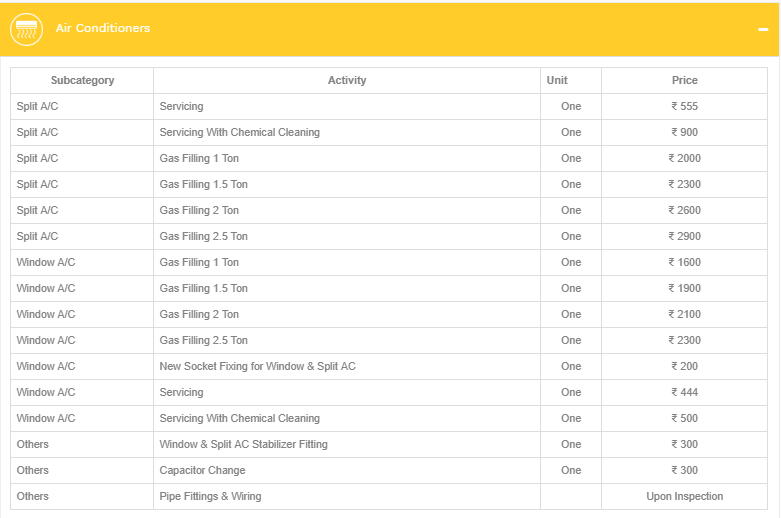 Air Conditioners
Subcategory Activity Unit Price
Split A/C Servicing One ₹ 555
Split A/C Servicing With Chemical Cleaning One ₹ 900
Split A/C Gas Filling 1 Ton One ₹ 2000
Split A/C Gas Filling 1.5 Ton One ₹ 2300
Split A/C Gas Filling 2 Ton One ₹ 2600
Split A/C Gas Filling 2.5 Ton One ₹ 2900
Window A/C Gas Filling 1 Ton One ₹ 1600
Window A/C Gas Filling 1.5 Ton One ₹ 1900
Window A/C Gas Filling 2 Ton One ₹ 2100
Window A/C Gas Filling 2.5 Ton One ₹ 2300
Window A/C New Socket Fixing for Window & Split AC One ₹ 200
Window A/C Servicing One ₹ 444
Window A/C Servicing With Chemical Cleaning One ₹ 500
Others Window & Split AC Stabilizer Fitting One ₹ 300
Others Capacitor Change One ₹ 300
Others Pipe Fittings & Wiring Upon Inspection